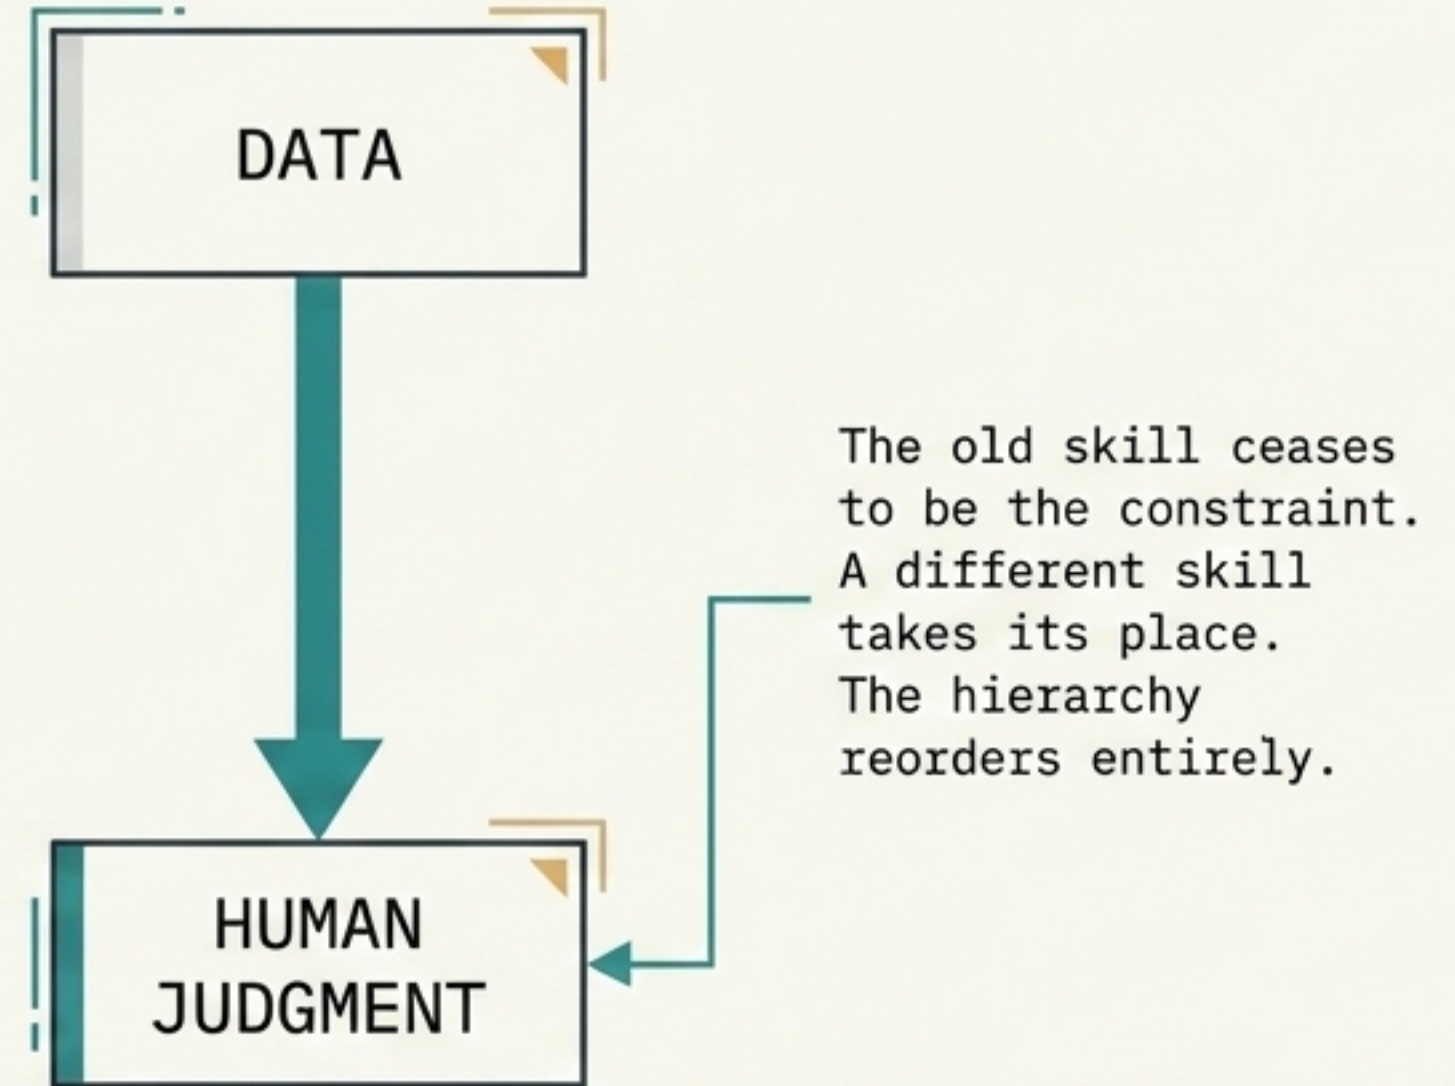 DATA
The old skill ceases
to be the constraint.
A different skill
takes its place.
The hierarchy
reorders entirely.
HUMAN
JUDGMENT